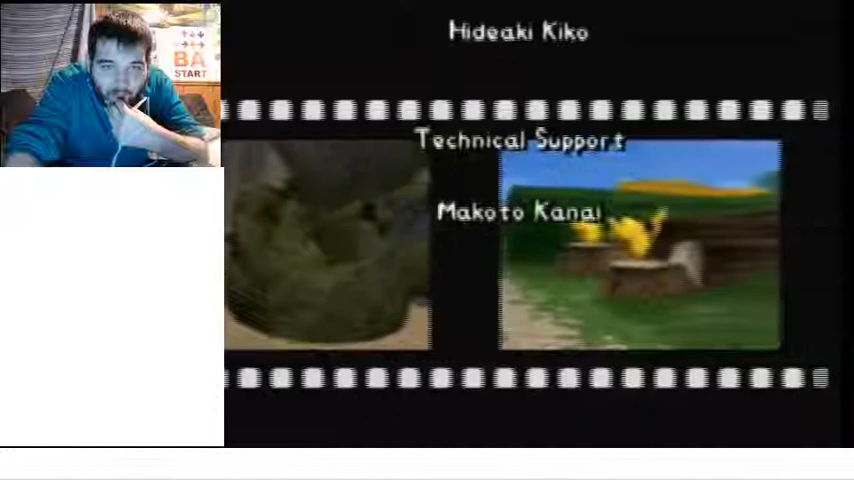 BA
START
Hideaki Kiko
Technical Support
Makoto Kanai